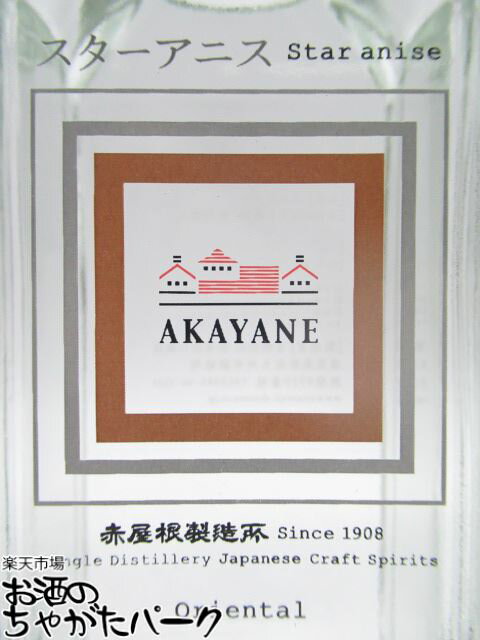 スターアニス Star anise
AKAYANE
赤屋根製造所 Since 1908
Distillery Japanese Craft Spirits
Oriental
楽天市場
お酒の
ちゃがたパーク